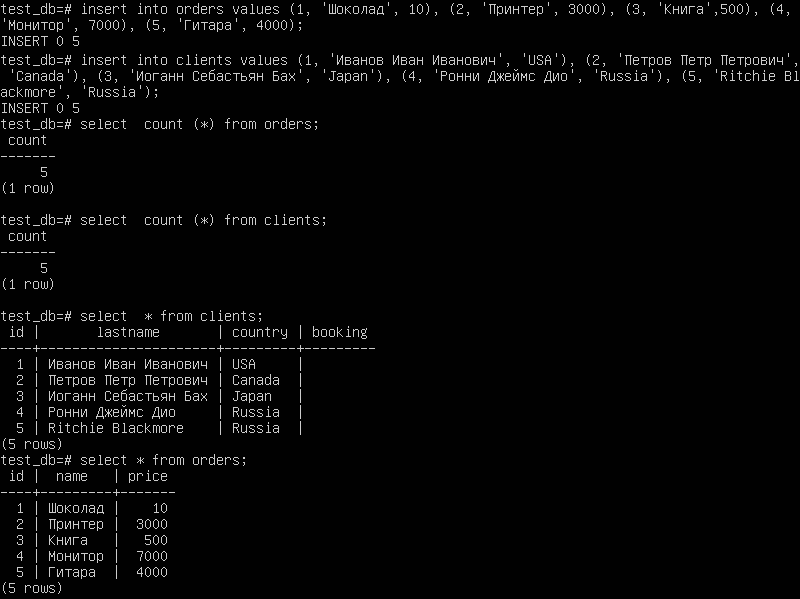 test_db=# insert into orders values (1, 'Шоколад', 10), (2, 'Принтер', 3000), (3, 'Книга',500), (4,
'Монитор', 7000), (5, 'Гитара', 4000);
INSERT 0 5
test_db=# insert into clients values (1, 'Иванов Иван Иванович', 'USA'), (2, 'Петров Петр Петрович',
 'Canada'), (3, 'Иоганн Себастьян Бах', 'Japan'), (4, 'Ронни Джеймс Дио', 'Russia'), (5, 'Ritchie Bl
ackmore', 'Russia');
INSERT 0 5
test_db=# select  count (*) from orders;
 count
-------
     5
(1 row)
test_db=# select  count (*) from clients;
 count
-------
     5
(1 row)
test_db=# select  * from clients;
 id |       lastname       | country | booking
----+----------------------+---------+---------
  1 | Иванов Иван Иванович | USA     |
  2 | Петров Петр Петрович | Canada  |
  3 | Иоганн Себастьян Бах | Japan   |
  4 | Ронни Джеймс Дио     | Russia  |
  5 | Ritchie Blackmore    | Russia  |
(5 rows)
test_db=# select * from orders;
 id |  name   | price
----+---------+-------
  1 | Шоколад |    10
  2 | Принтер |  3000
  3 | Книга   |   500
  4 | Монитор |  7000
  5 | Гитара  |  4000
(5 rows)